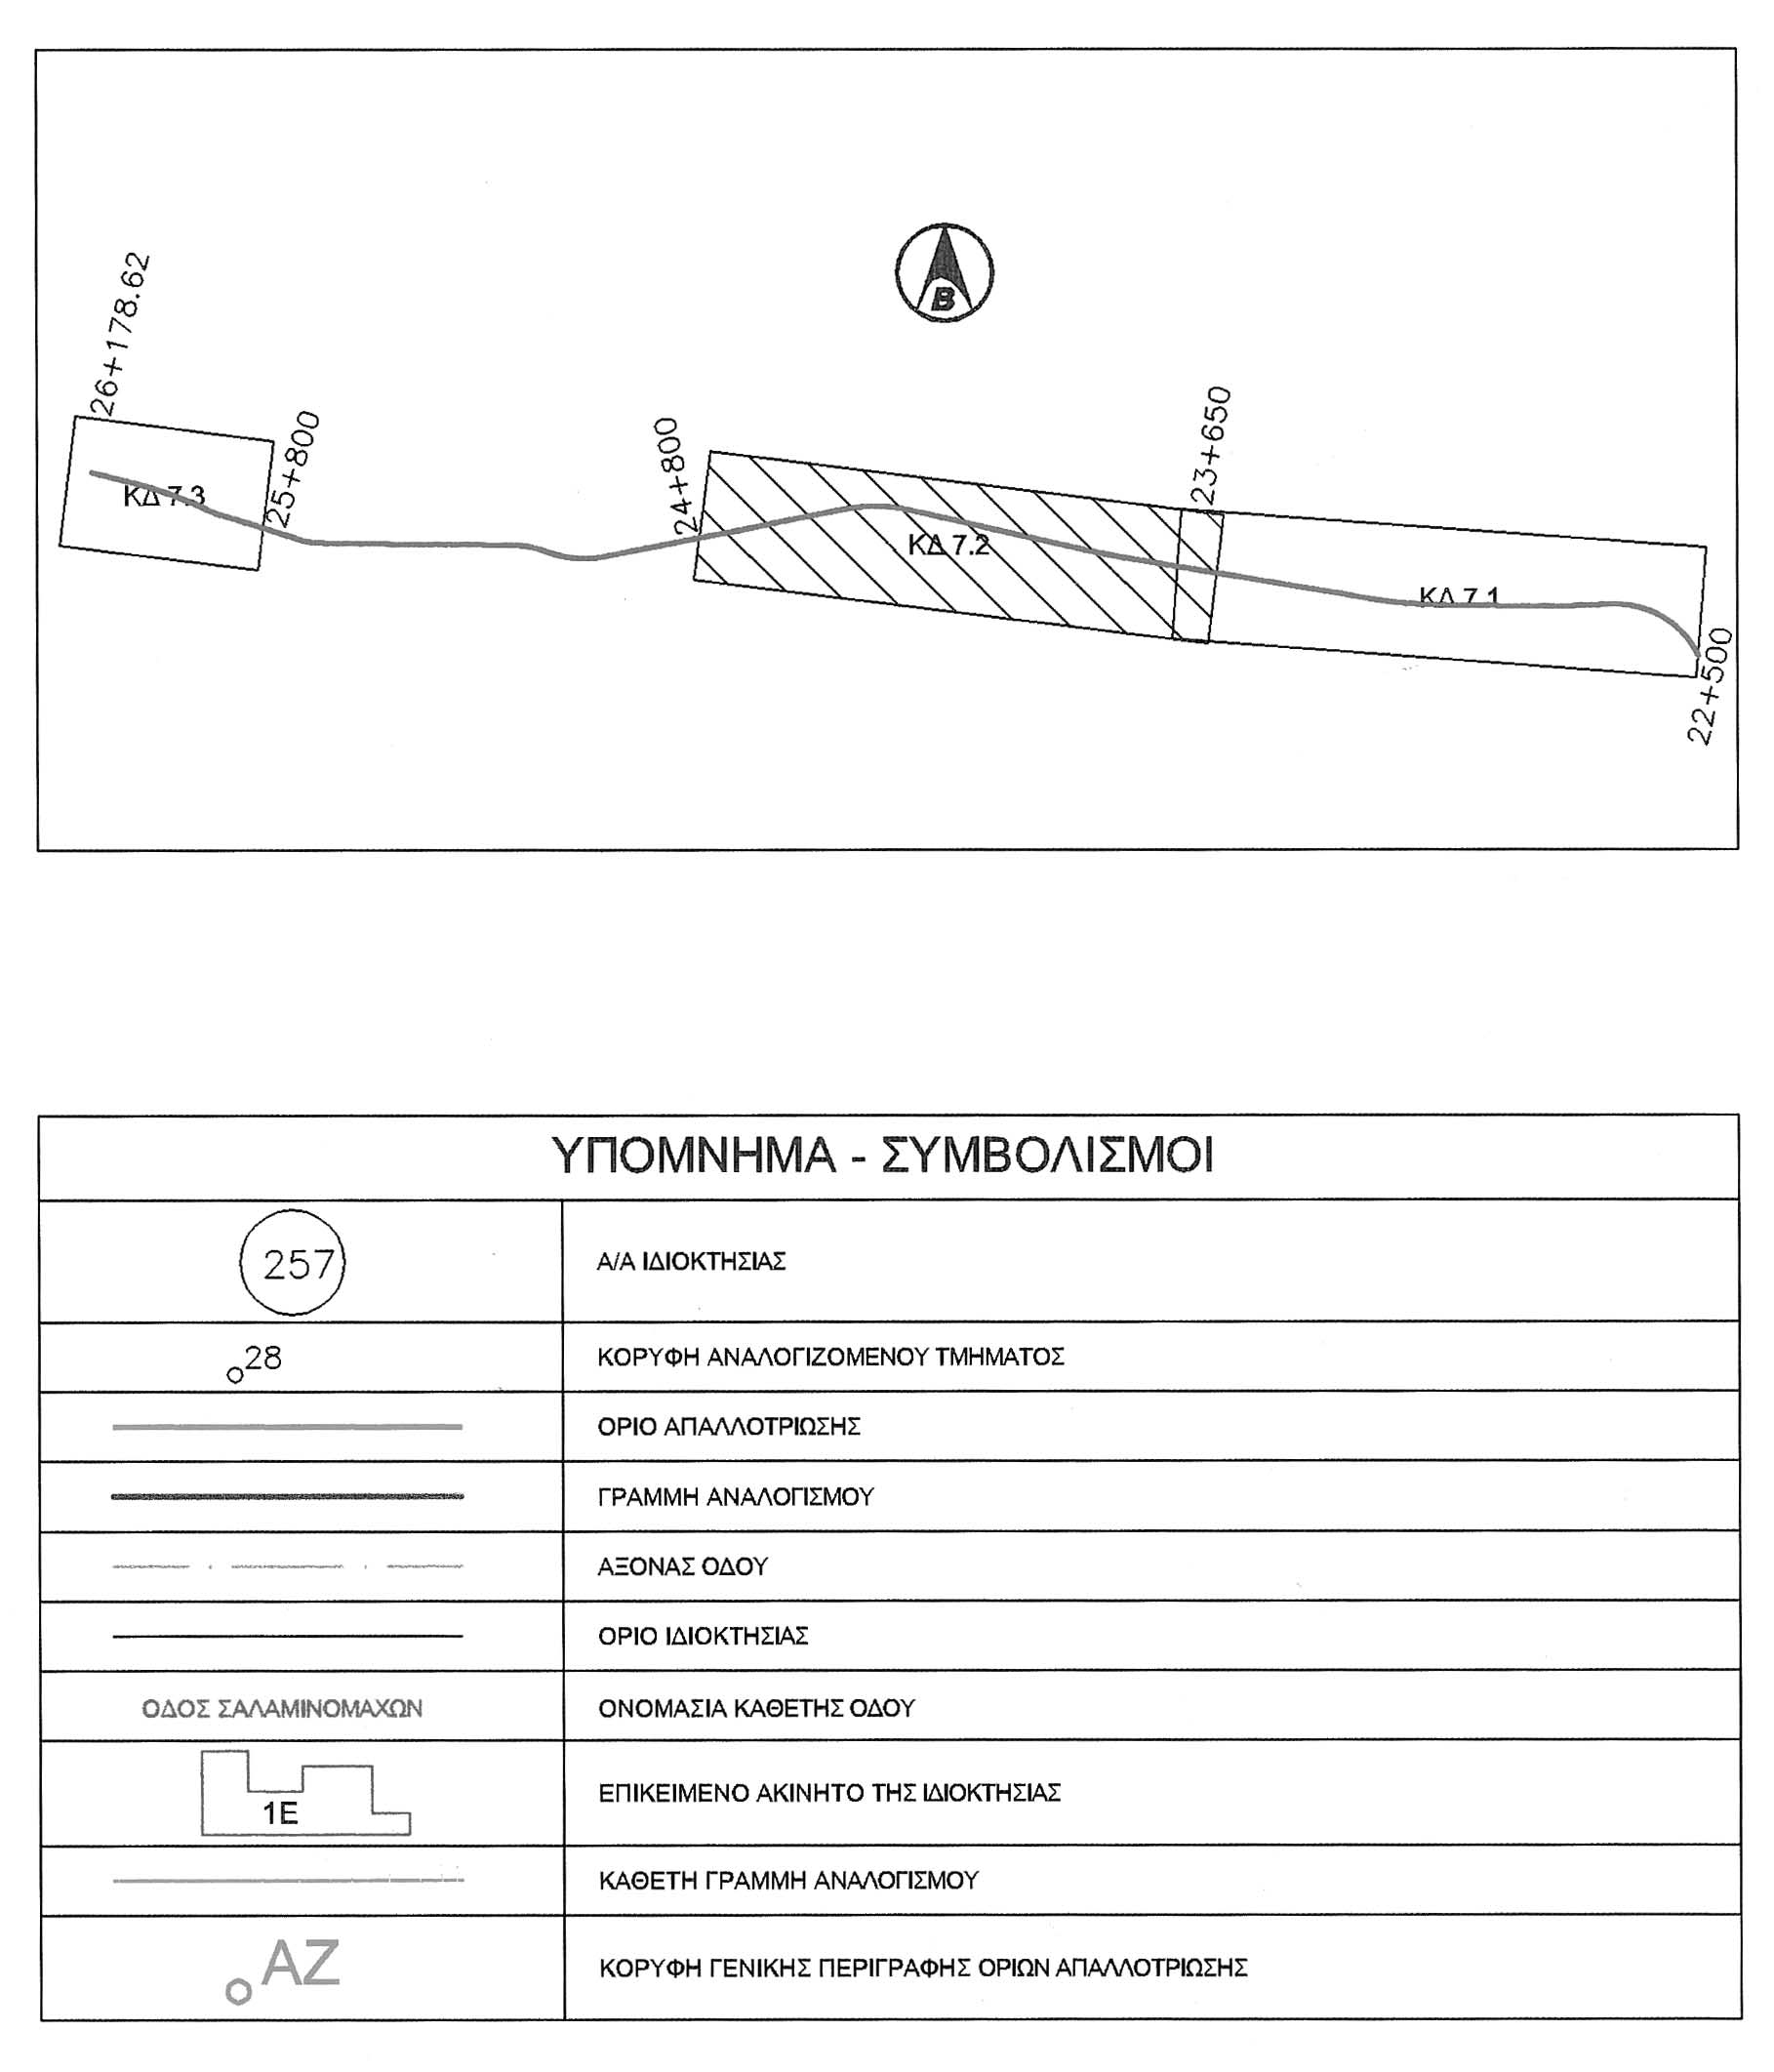 B
26+178.62
25+800
24+800
23+650
22+500
ΚΔ 7.3
ΚΔ 7.2
ΚΔ 7.1
ΥΠΟΜΝΗΜΑ - ΣΥΜΒΟΛΙΣΜΟΙ
257
Α/Α ΙΔΙΟΚΤΗΣΙΑΣ
28
ΚΟΡΥΦΗ ΑΝΑΛΟΓΙΖΟΜΕΝΟΥ ΤΜΗΜΑΤΟΣ
ΟΡΙΟ ΑΠΑΛΛΟΤΡΙΩΣΗΣ
ΓΡΑΜΜΗ ΑΝΑΛΟΓΙΣΜΟΥ
ΑΞΟΝΑΣ ΟΔΟΥ
ΟΡΙΟ ΙΔΙΟΚΤΗΣΙΑΣ
ΟΔΟΣ ΣΑΛΑΜΙΝΟΜΑΧΩΝ
ΟΝΟΜΑΣΙΑ ΚΑΘΕΤΗΣ ΟΔΟΥ
1E
ΕΠΙΚΕΙΜΕΝΟ ΑΚΙΝΗΤΟ ΤΗΣ ΙΔΙΟΚΤΗΣΙΑΣ
ΚΑΘΕΤΗ ΓΡΑΜΜΗ ΑΝΑΛΟΓΙΣΜΟΥ
AZ
ΚΟΡΥΦΗ ΓΕΝΙΚΗΣ ΠΕΡΙΓΡΑΦΗΣ ΟΡΙΩΝ ΑΠΑΛΛΟΤΡΙΩΣΗΣ